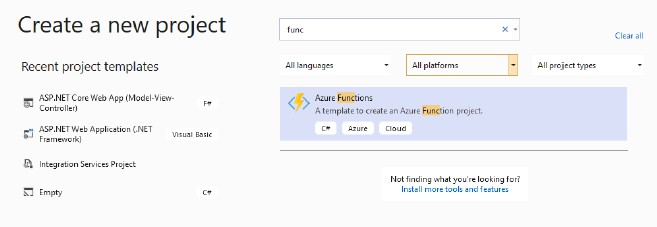 Create a new project
func
Clear all
Recent project templates
All languages
All platforms
All project types
ASP.NET Core Web App (Model-View-
Controller)
F#
ASP.NET Web Application (.NET
Framework)
Visual Basic
Integration Services Project
Empty
C#
Azure Functions
A template to create an Azure Function project.
C#
Azure
Cloud
Not finding what you're looking for?
Install more tools and features